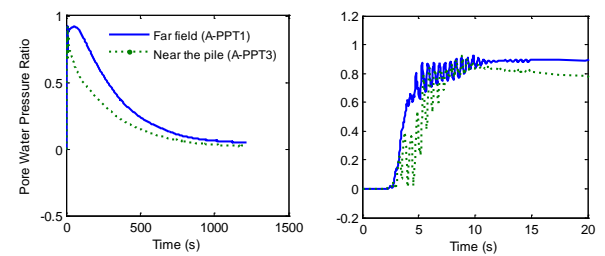 Pore Water Pressure Ratio
1
0.5
0
-0.5
0 500 1000 1500
Time (s)
Far field (A-PPT1)
Near the pile (A-PPT3)
1.2
1
0.8
0.6
0.4
0.2
0
-0.2
0 5 10 15 20
Time (s)